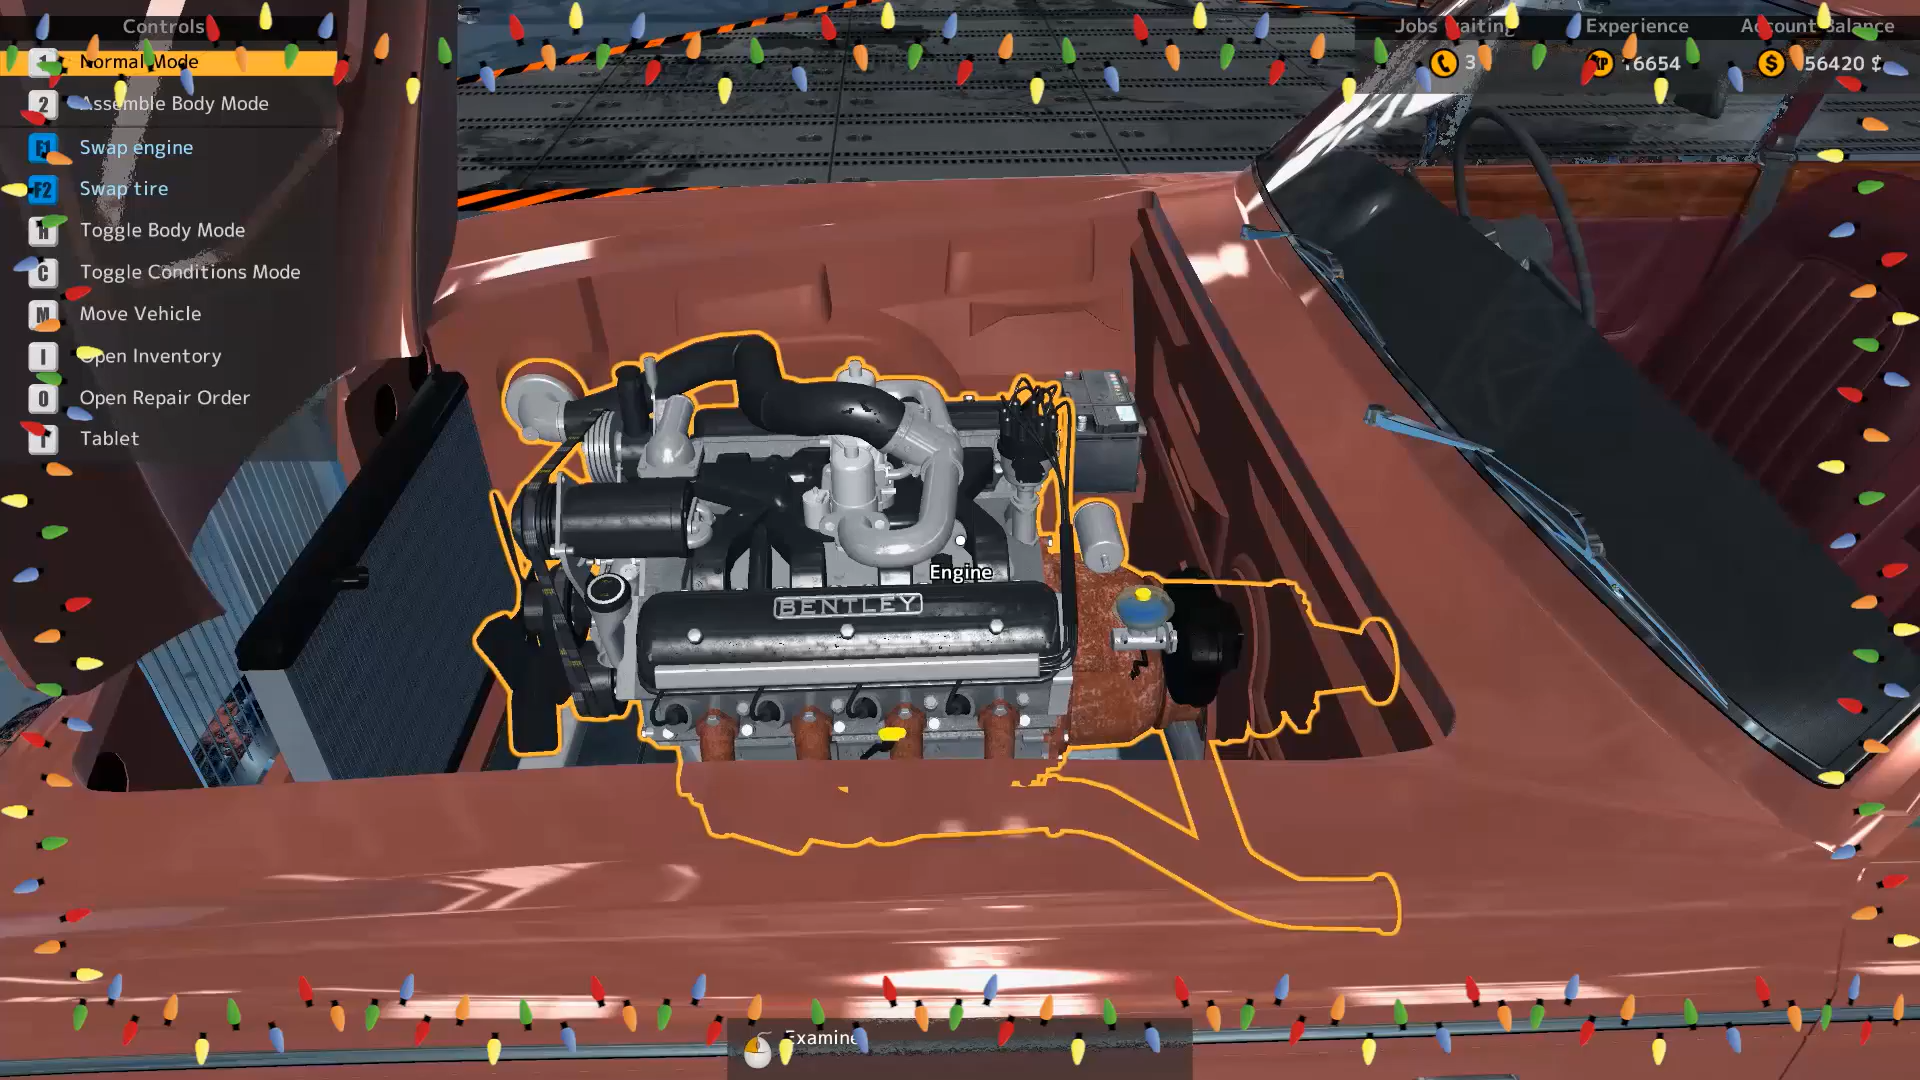 Controls
Normal Mode
2 Assemble Body Mode
Swap engine
F2 Swap tire
Toggle Body Mode
C Toggle Conditions Mode
M Move Vehicle
I Open Inventory
O Open Repair Order
Tablet
Jobs waiting Experience Account Balance
3 16654 56420 $
Engine
BENTLEY
Examine